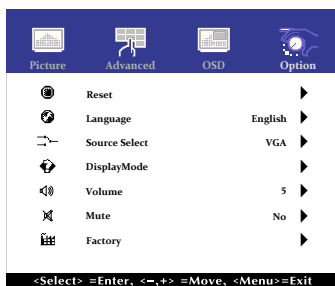 Picture Advanced OSD Option
Reset
Language English
Source Select VGA
DisplayMode
Volume 5
Mute No
Factory
<Select> =Enter, <−,+> =Move, <Menu>=Exit